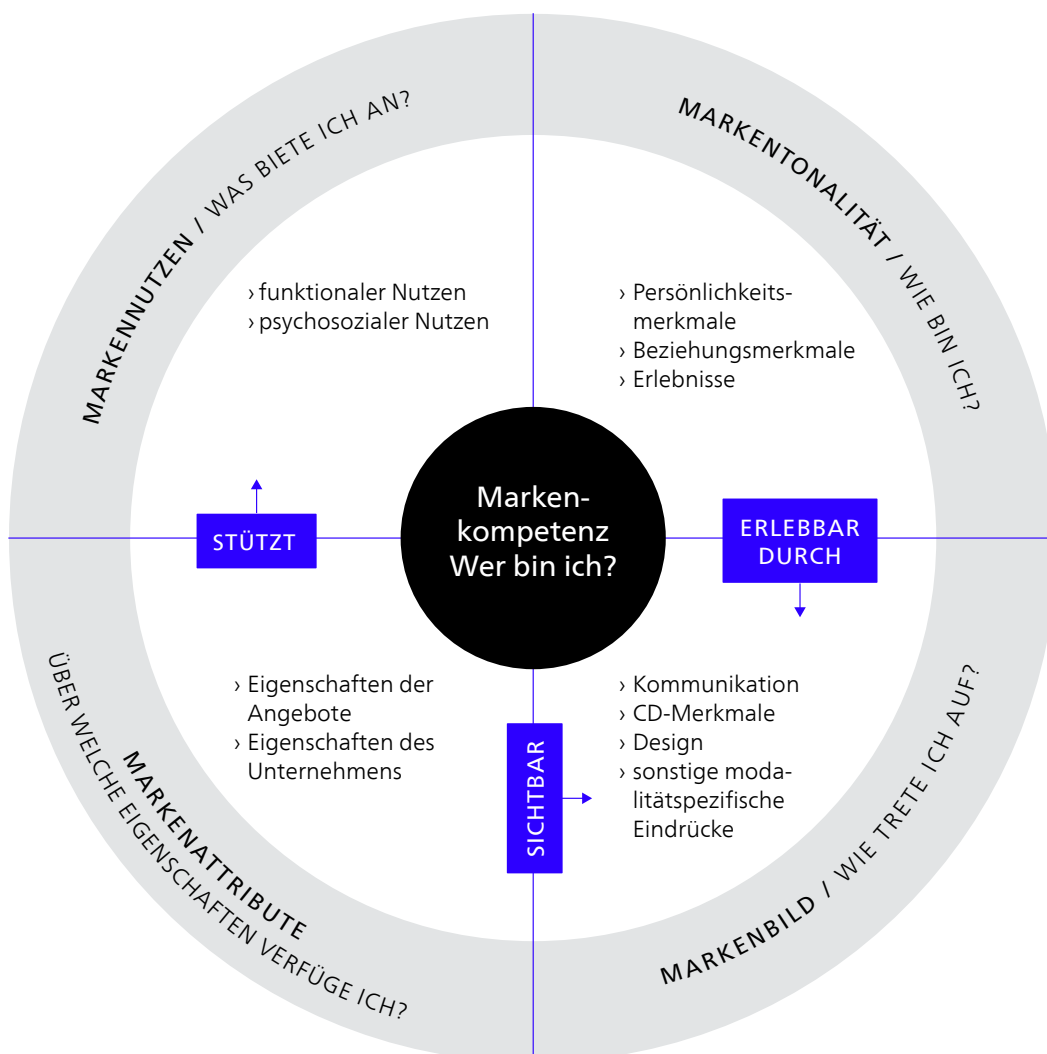 MARKENNUTZEN / WAS BIETE ICH AN?
MARKENTONALITÄT / WIE BIN ICH?
› funktionaler Nutzen
› psychosozialer Nutzen
› Persönlichkeits-
merkmale
› Beziehungsmerkmale
› Erlebnisse
Marken-
kompetenz
Wer bin ich?
STÜTZT
ERLEBBAR
DURCH
› Eigenschaften der
Angebote
› Eigenschaften des
Unternehmens
SICHTBAR
› Kommunikation
› CD-Merkmale
› Design
› sonstige moda-
litätspezifische
Eindrücke
MARKENATTRIBUTE
ÜBER WELCHE EIGENSCHAFTEN VERFÜGE ICH?
MARKENBILD / WIE TRETE ICH AUF?